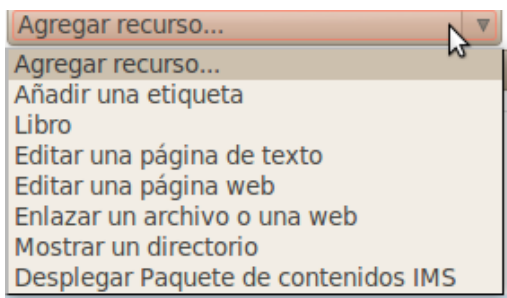 Agregar recurso...
Agregar recurso...
Añadir una etiqueta
Libro
Editar una página de texto
Editar una página web
Enlazar un archivo o una web
Mostrar un directorio
Desplegar Paquete de contenidos IMS